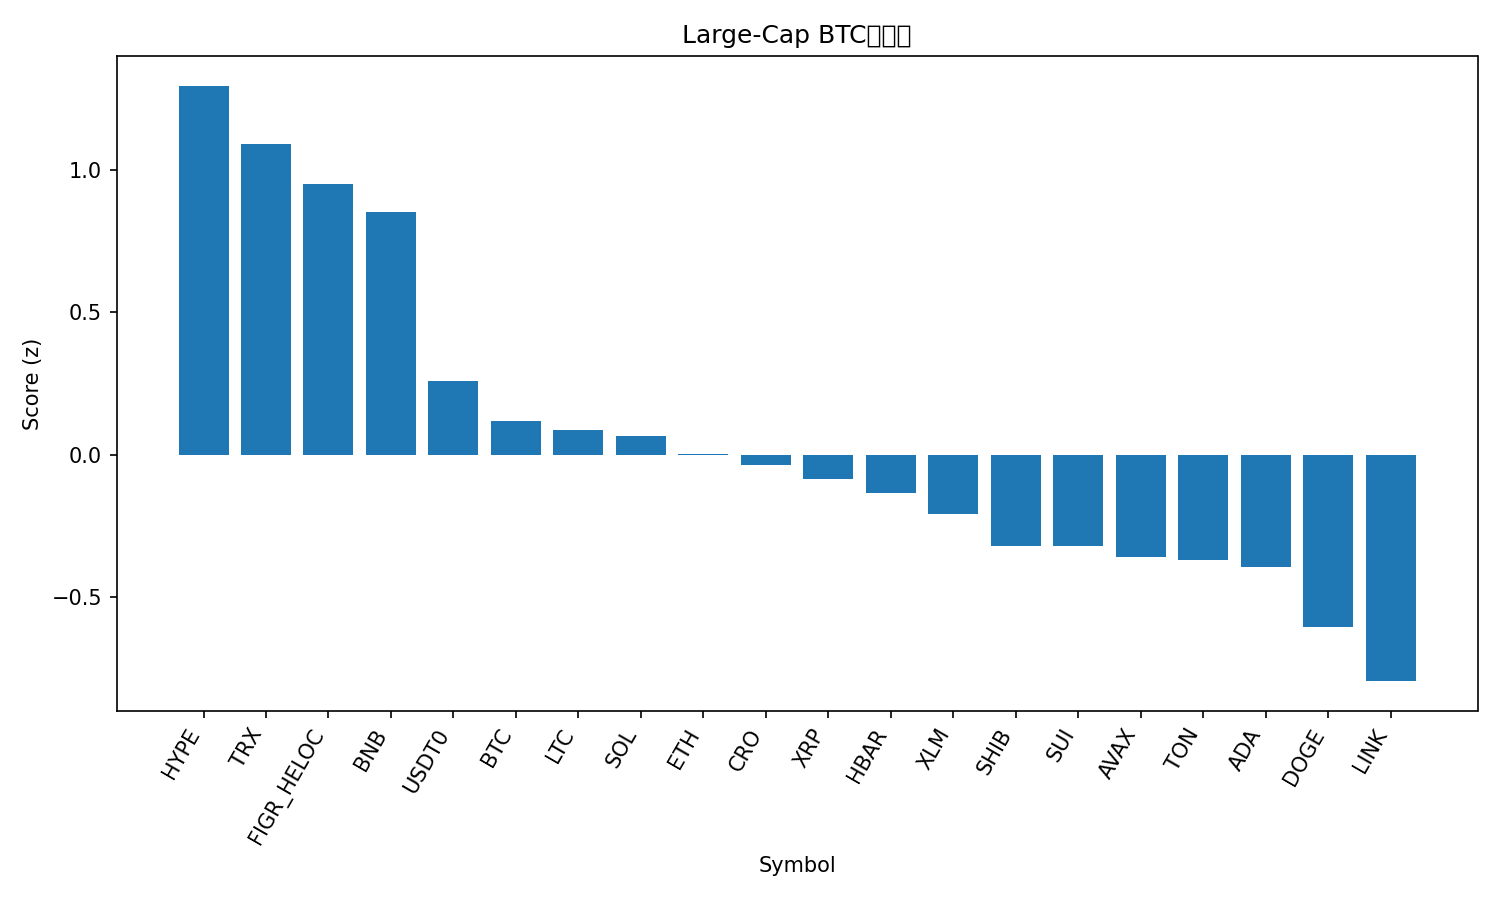 Large-Cap BTC
1.0
0.5
0.0
−0.5
Score (z)
HYPE
TRX
FIGR_HELOC
BNB
USDT0
BTC
LTC
SOL
ETH
CRO
XRP
HBAR
XLM
SHIB
SUI
AVAX
TON
ADA
DOGE
LINK
Symbol